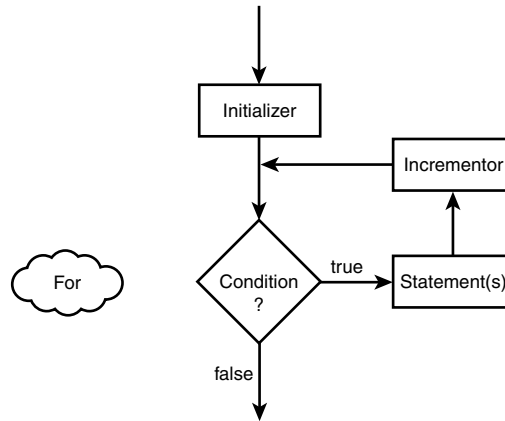 Initializer
Incrementor
For
Condition
?
true
Statement(s)
false